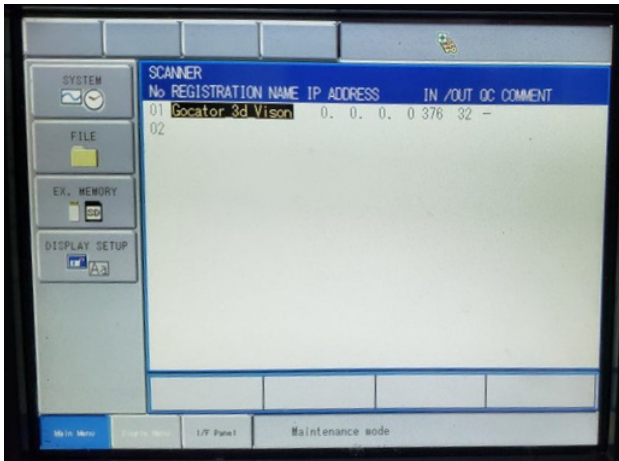 SYSTEM
FILE
EX. MEMORY
DISPLAY SETUP
SCANNER
No REGISTRATION NAME IP ADDRESS IN /OUT QC COMMENT
01 Gocator 3d Vison 0. 0. 0. 0 376 32 -
02
Main Menu
I/F Panel
Maintenance mode